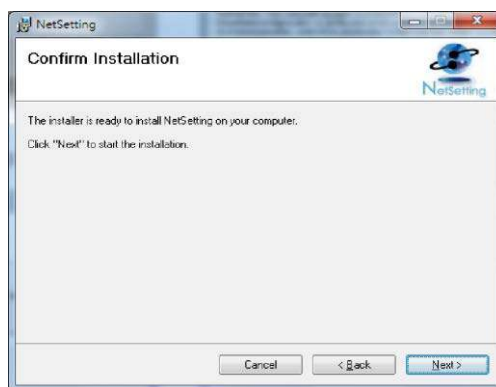 NetSetting
Confirm Installation
NetSetting
The installer is ready to install NetSetting on your computer.
Click "Next" to start the installation.
Cancel
< Back
Next >